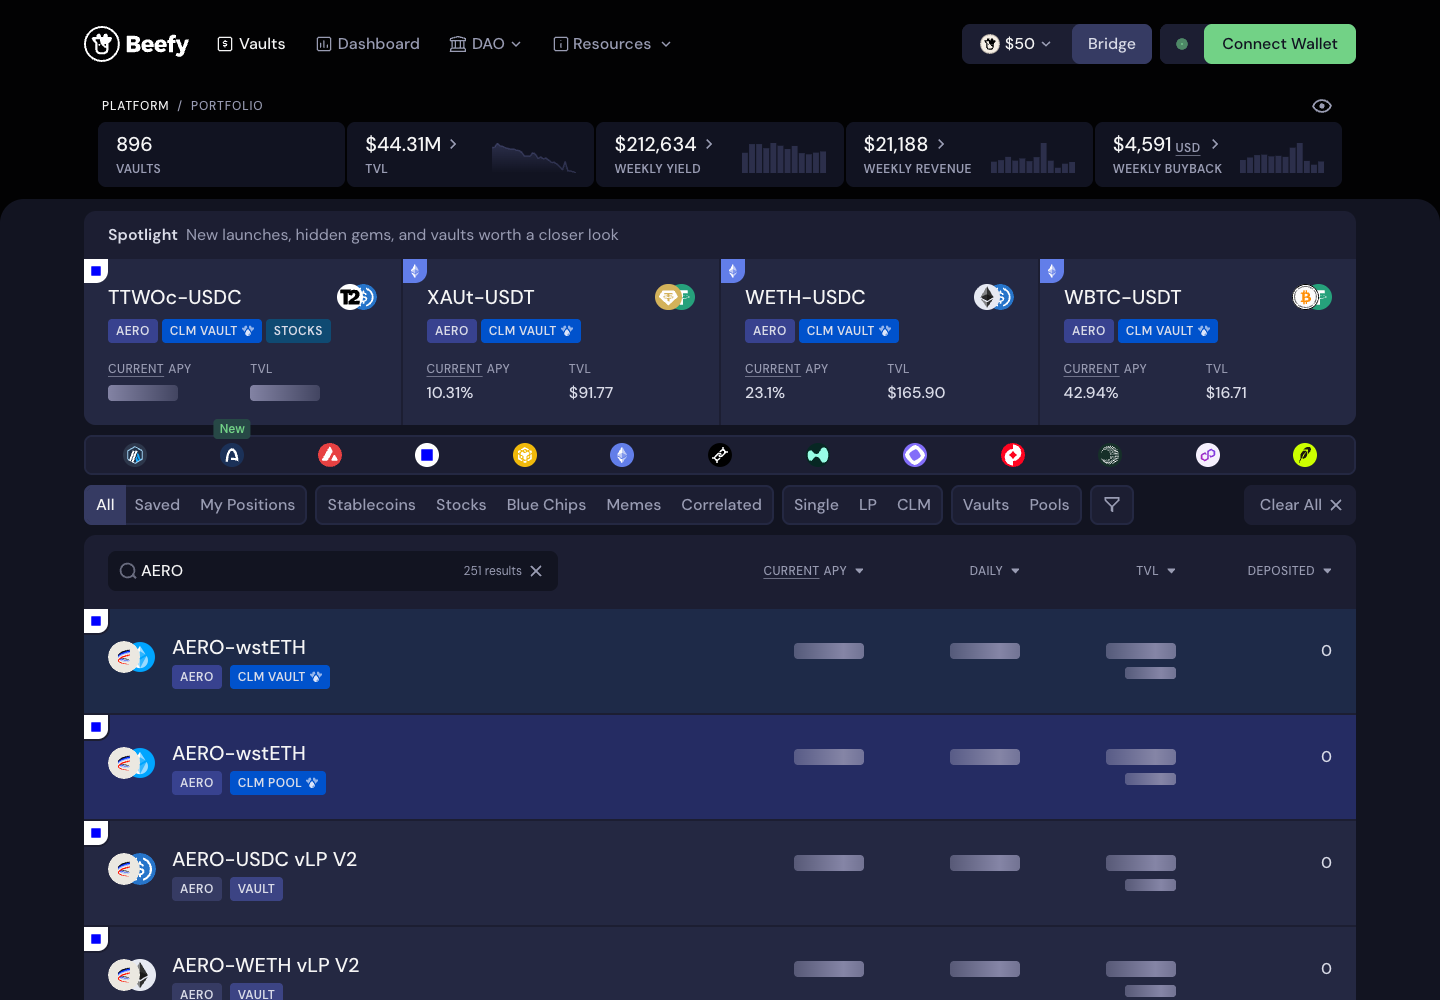 Beefy Vaults Dashboard DAO Resources $50 Bridge Connect Wallet
PLATFORM / PORTFOLIO
896 $44.31M $212,634 $21,188 $4,591 USD
VAULTS TVL WEEKLY YIELD WEEKLY REVENUE WEEKLY BUYBACK
Spotlight New launches, hidden gems, and vaults worth a closer look
TTWOc-USDC T2 XAUt-USDT WETH-USDC WBTC-USDT
AERO CLM VAULT STOCKS AERO CLM VAULT AERO CLM VAULT AERO CLM VAULT
CURRENT APY TVL CURRENT APY TVL CURRENT APY TVL CURRENT APY TVL
10.31% $91.77 23.1% $165.90 42.94% $16.71
New
All Saved My Positions Stablecoins Stocks Blue Chips Memes Correlated Single LP CLM Vaults Pools Clear All
AERO 251 results CURRENT APY DAILY TVL DEPOSITED
AERO-wstETH 0
AERO CLM VAULT
AERO-wstETH 0
AERO CLM POOL
AERO-USDC vLP V2 0
AERO VAULT
AERO-WETH vLP V2 0
AERO VAULT